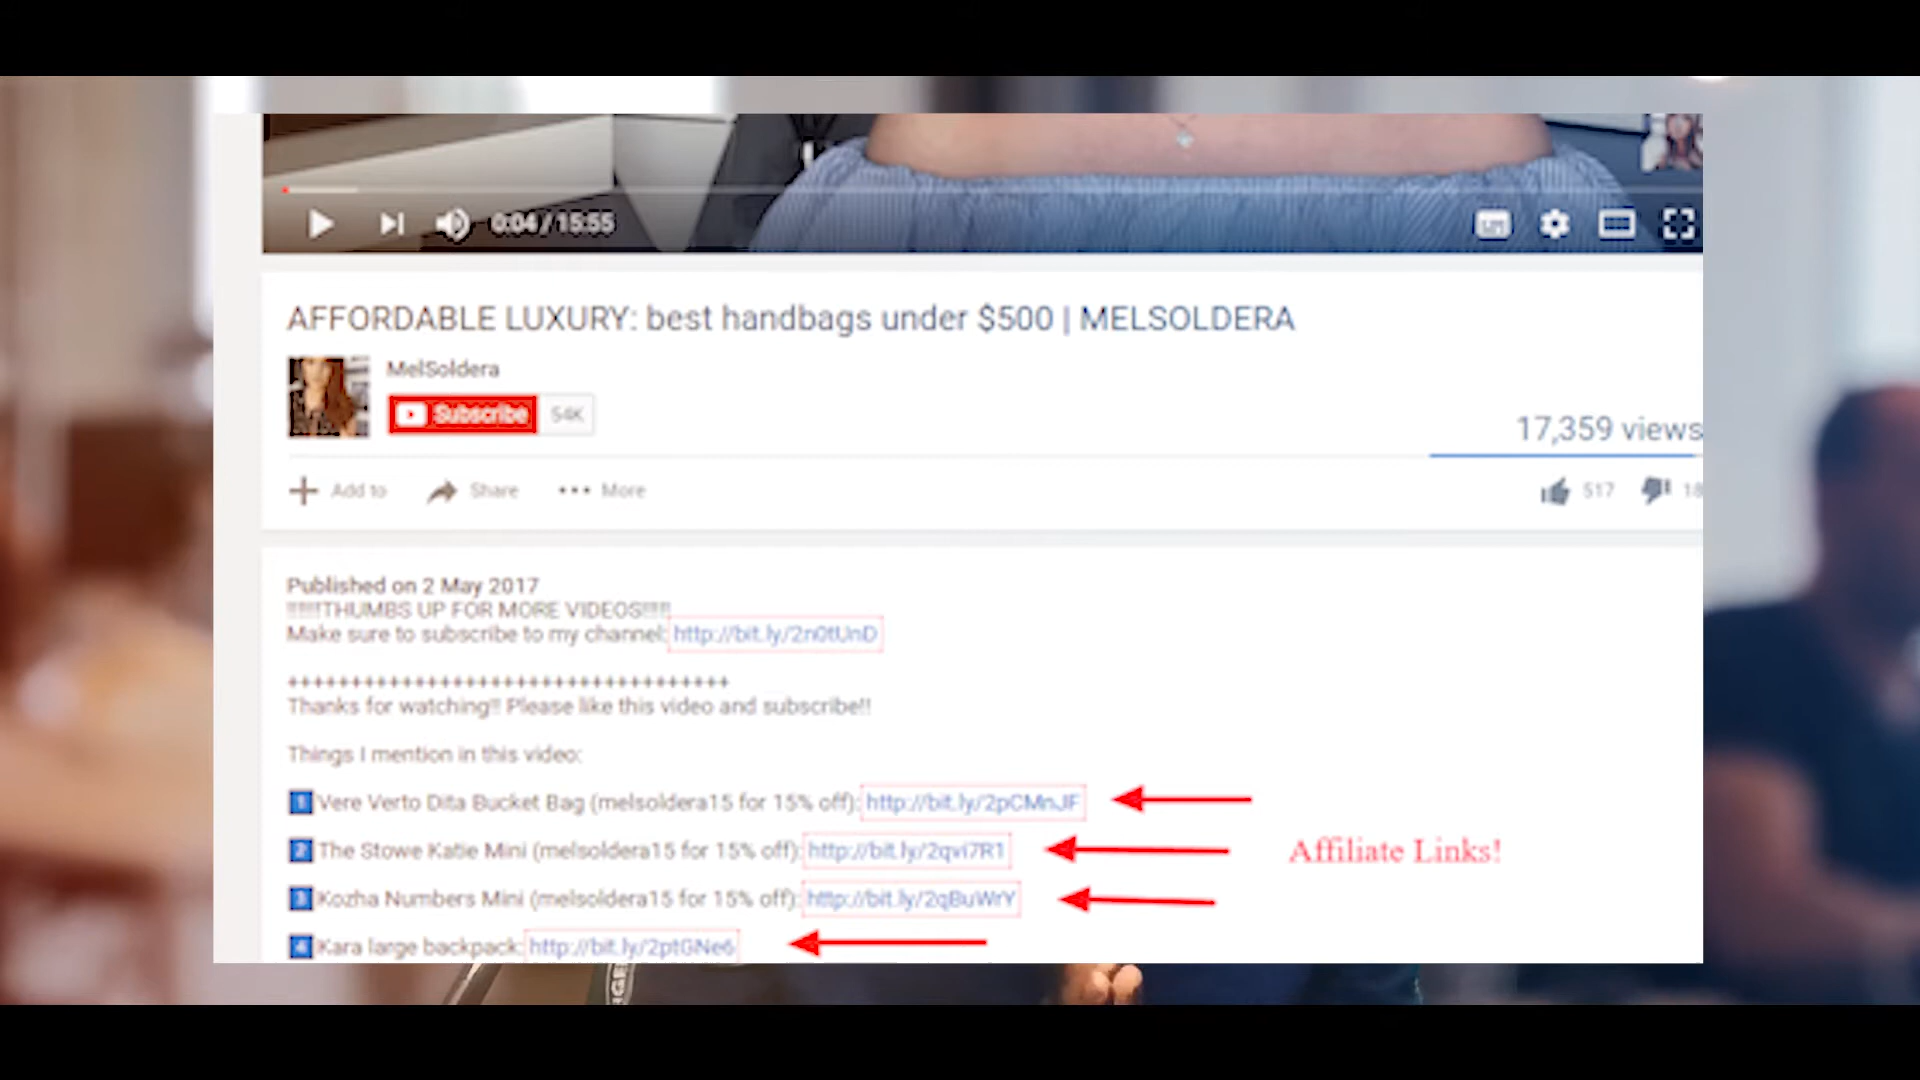 0:04 / 15:55
AFFORDABLE LUXURY: best handbags under $500 | MELSOLDERA
MelSoldera
Subscribe 54K
17,359 views
Add to Share More
517 18
Published on 2 May 2017
!!!!!!THUMBS UP FOR MORE VIDEOS!!!!!
Make sure to subscribe to my channel: http://bit.ly/2n0tUnD
+++++++++++++++++++++++++++++++++++
Thanks for watching!! Please like this video and subscribe!!
Things I mention in this video:
1 Vere Verto Dita Bucket Bag (melsoldera15 for 15% off): http://bit.ly/2pCMnJF
2 The Stowe Katie Mini (melsoldera15 for 15% off): http://bit.ly/2qvi7R1
Affiliate Links!
3 Kozha Numbers Mini (melsoldera15 for 15% off): http://bit.ly/2qBuWrY
4 Kara large backpack: http://bit.ly/2ptGNe6